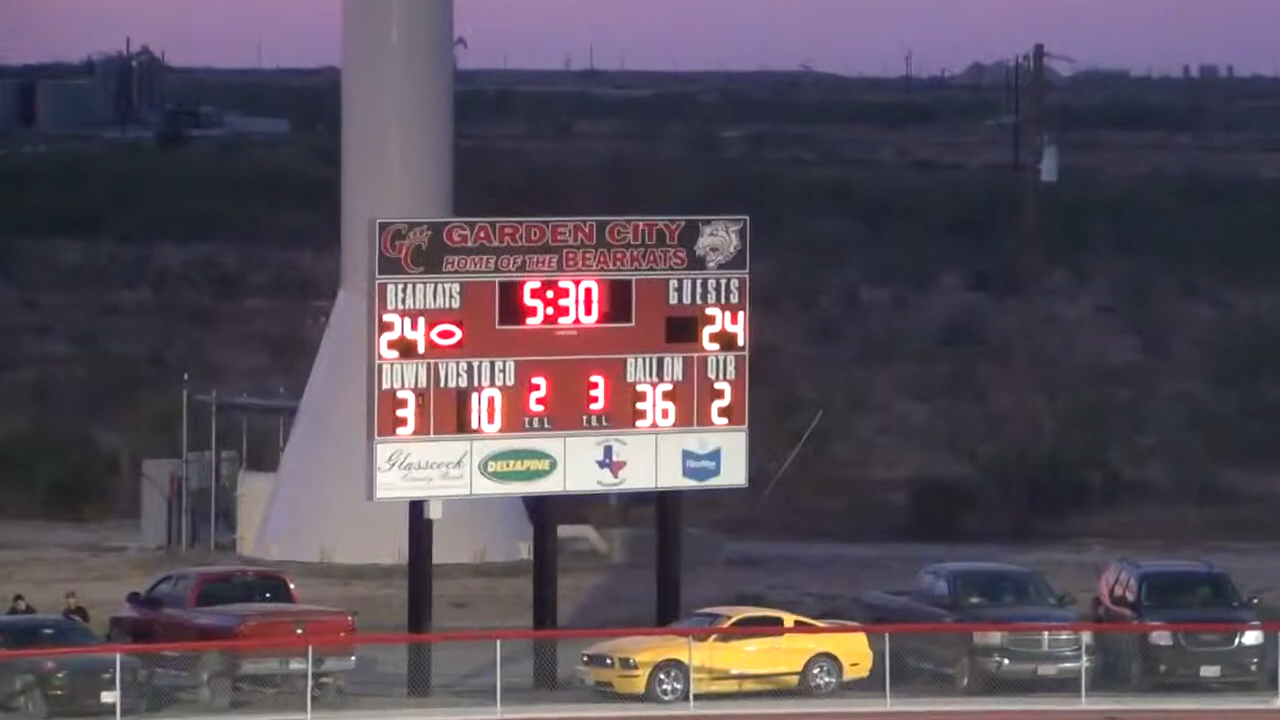 GC GARDEN CITY
HOME OF THE BEARKATS
BEARKATS 5:30 GUESTS
24 24
DOWN YDS TO GO BALL ON QTR
3 10 2 3 36 2
T.O.L. T.O.L.
Glasscock DELTAPINE